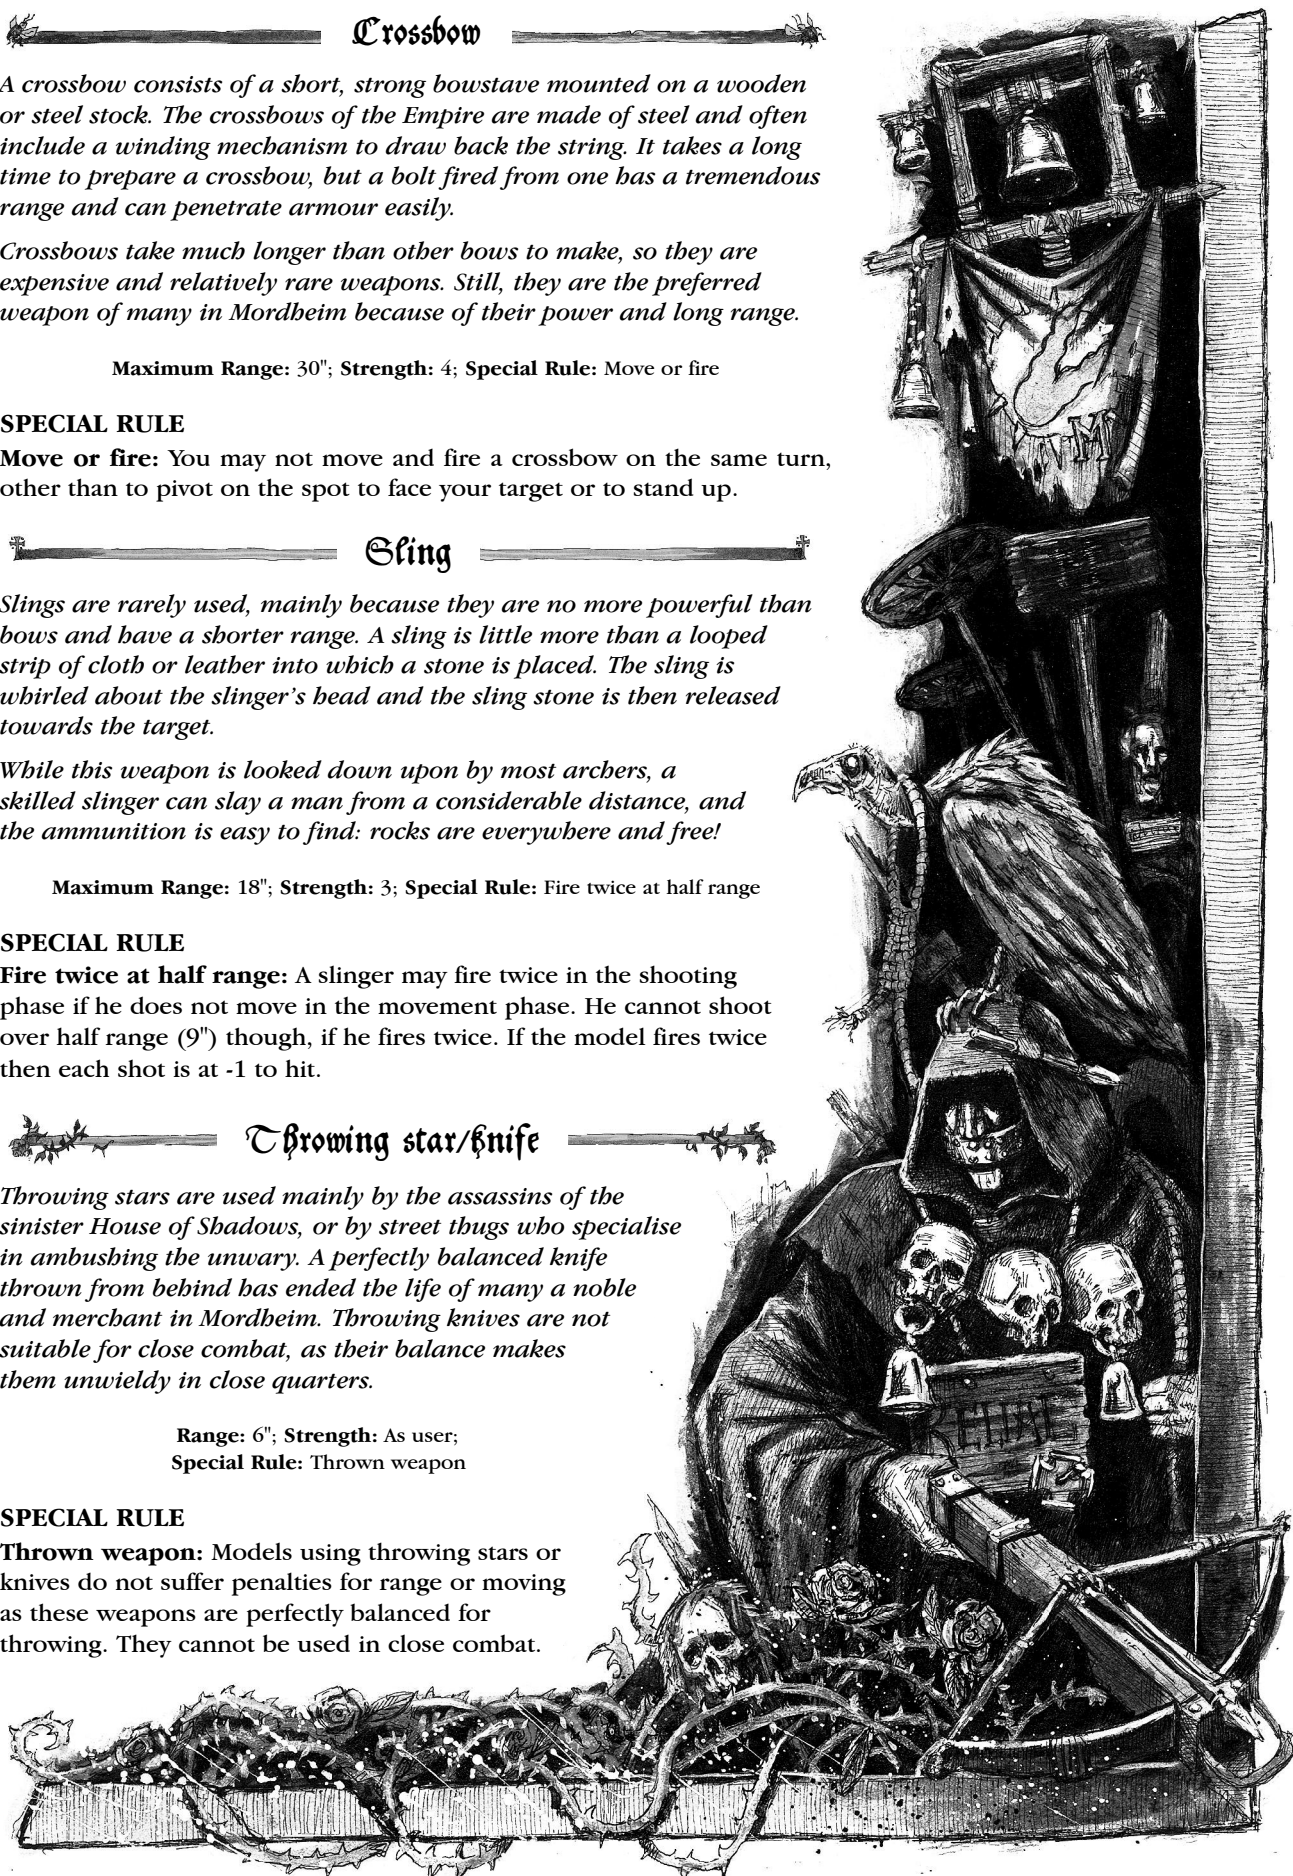 Crossbow
A crossbow consists of a short, strong bowstave mounted on a wooden
or steel stock. The crossbows of the Empire are made of steel and often
include a winding mechanism to draw back the string. It takes a long
time to prepare a crossbow, but a bolt fired from one has a tremendous
range and can penetrate armour easily.
Crossbows take much longer than other bows to make, so they are
expensive and relatively rare weapons. Still, they are the preferred
weapon of many in Mordheim because of their power and long range.
Maximum Range: 30"; Strength: 4; Special Rule: Move or fire
SPECIAL RULE
Move or fire: You may not move and fire a crossbow on the same turn,
other than to pivot on the spot to face your target or to stand up.
Sling
Slings are rarely used, mainly because they are no more powerful than
bows and have a shorter range. A sling is little more than a looped
strip of cloth or leather into which a stone is placed. The sling is
whirled about the slinger's head and the sling stone is then released
towards the target.
While this weapon is looked down upon by most archers, a
skilled slinger can slay a man from a considerable distance, and
the ammunition is easy to find: rocks are everywhere and free!
Maximum Range: 18"; Strength: 3; Special Rule: Fire twice at half range
SPECIAL RULE
Fire twice at half range: A slinger may fire twice in the shooting
phase if he does not move in the movement phase. He cannot shoot
over half range (9") though, if he fires twice. If the model fires twice
then each shot is at -1 to hit.
Throwing star/knife
Throwing stars are used mainly by the assassins of the
sinister House of Shadows, or by street thugs who specialise
in ambushing the unwary. A perfectly balanced knife
thrown from behind has ended the life of many a noble
and merchant in Mordheim. Throwing knives are not
suitable for close combat, as their balance makes
them unwieldy in close quarters.
Range: 6"; Strength: As user;
Special Rule: Thrown weapon
SPECIAL RULE
Thrown weapon: Models using throwing stars or
knives do not suffer penalties for range or moving
as these weapons are perfectly balanced for
throwing. They cannot be used in close combat.